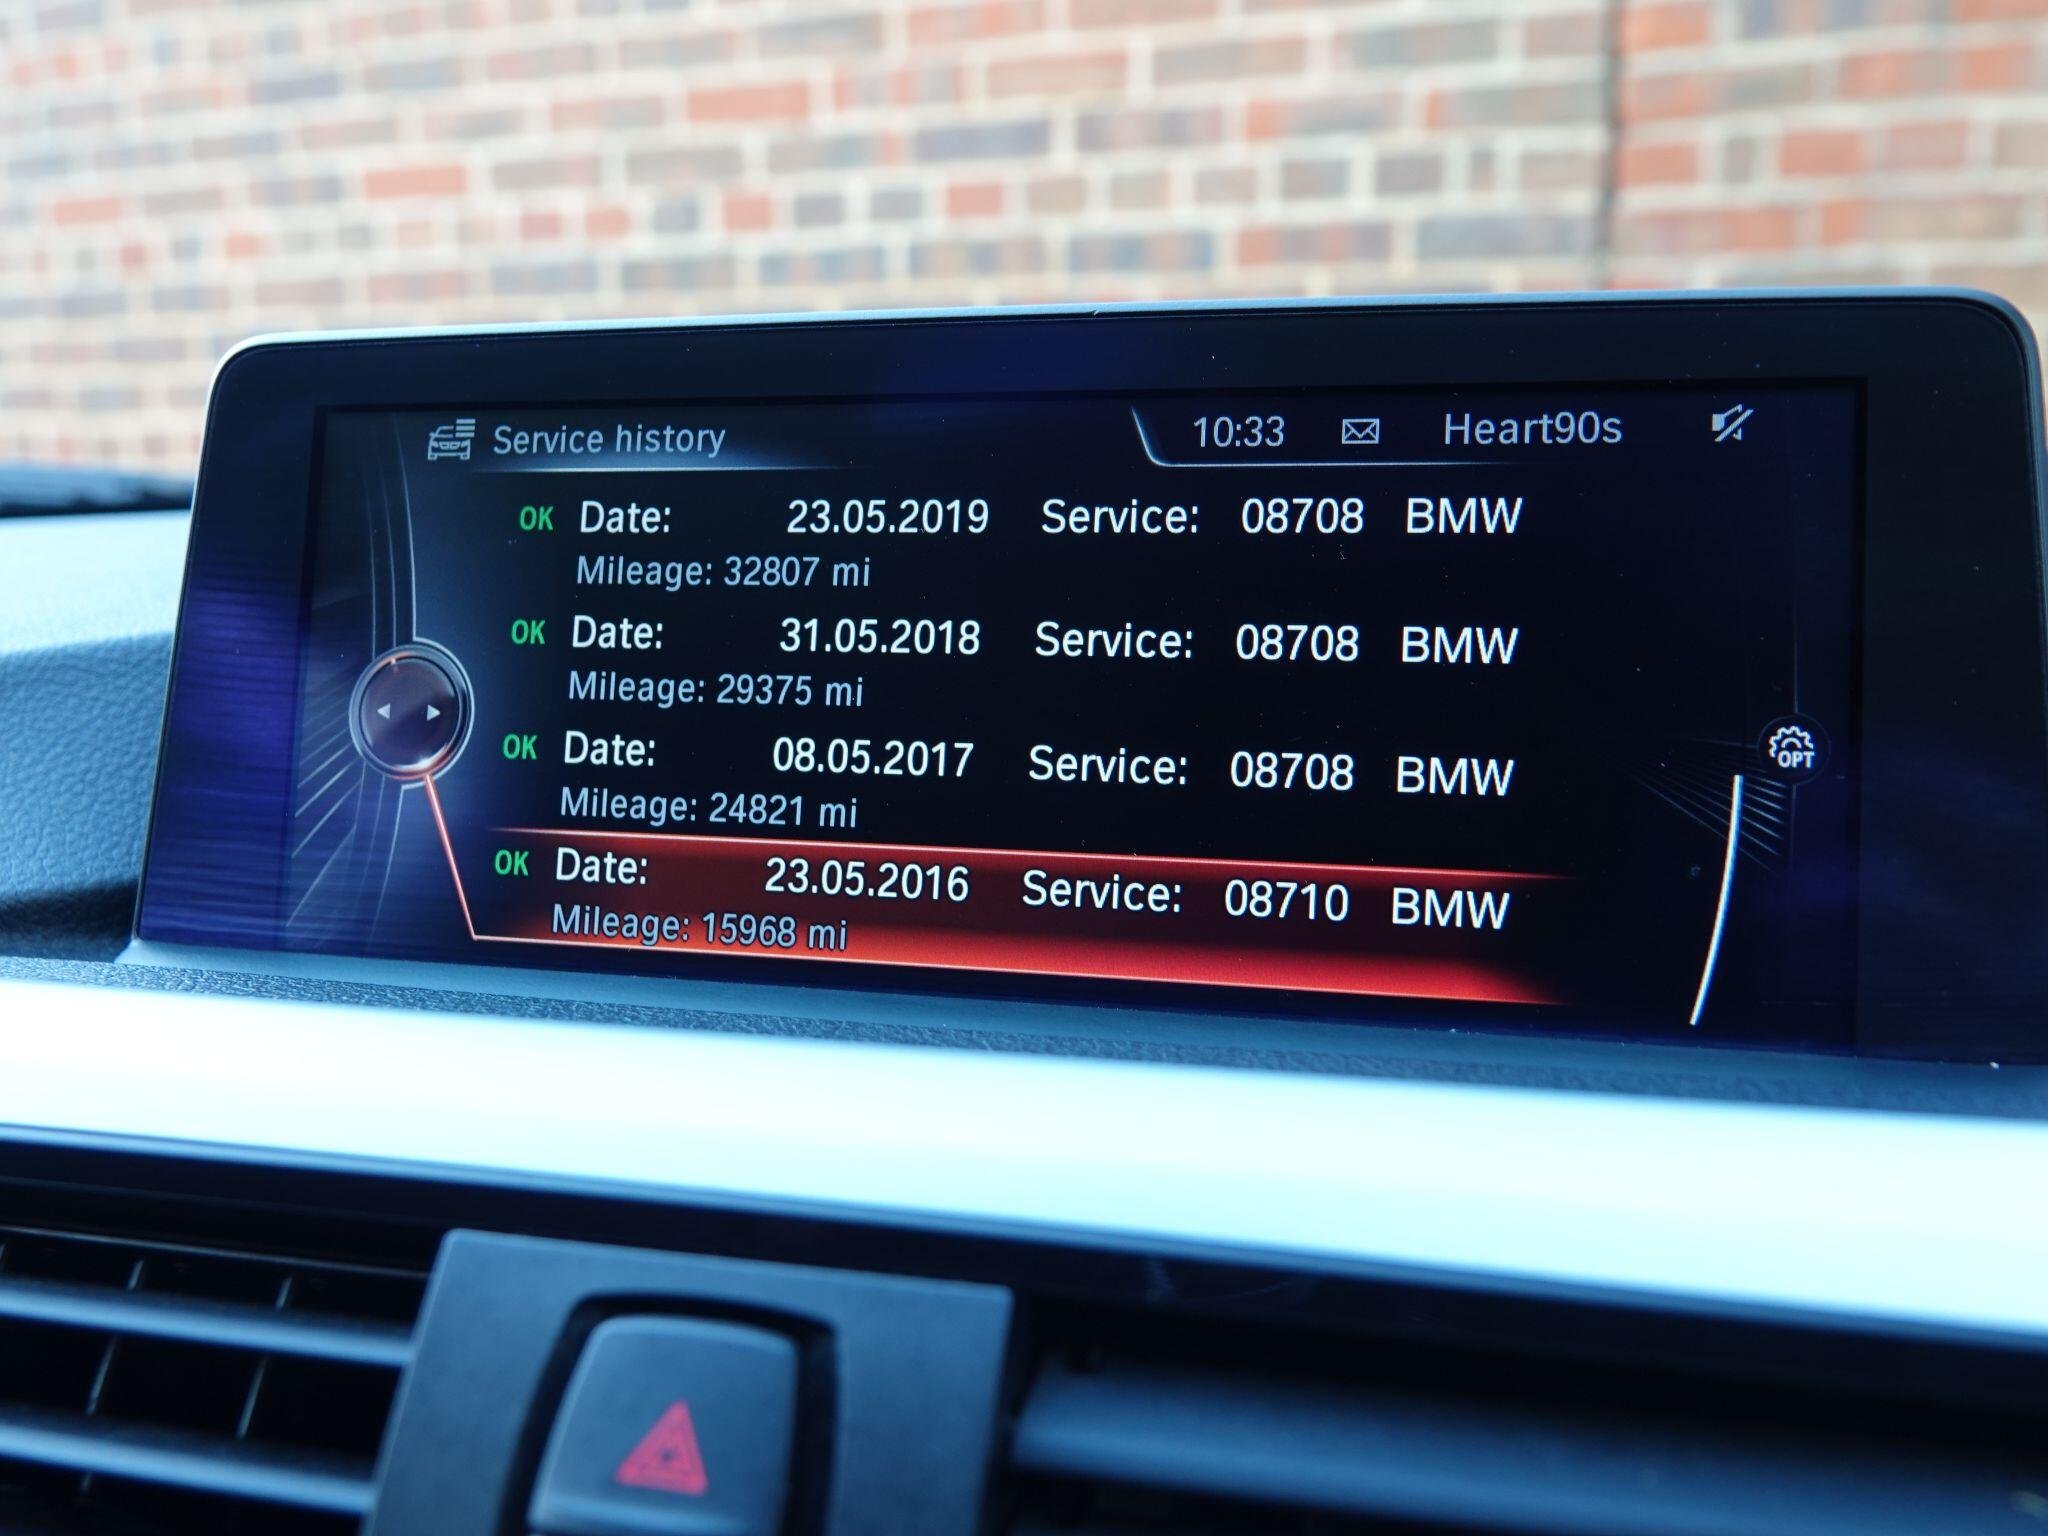 Service history 10:33 Heart90s
OK Date: 23.05.2019 Service: 08708 BMW
Mileage: 32807 mi
OK Date: 31.05.2018 Service: 08708 BMW
Mileage: 29375 mi
OK Date: 08.05.2017 Service: 08708 BMW
Mileage: 24821 mi
OPT
OK Date: 23.05.2016 Service: 08710 BMW
Mileage: 15968 mi